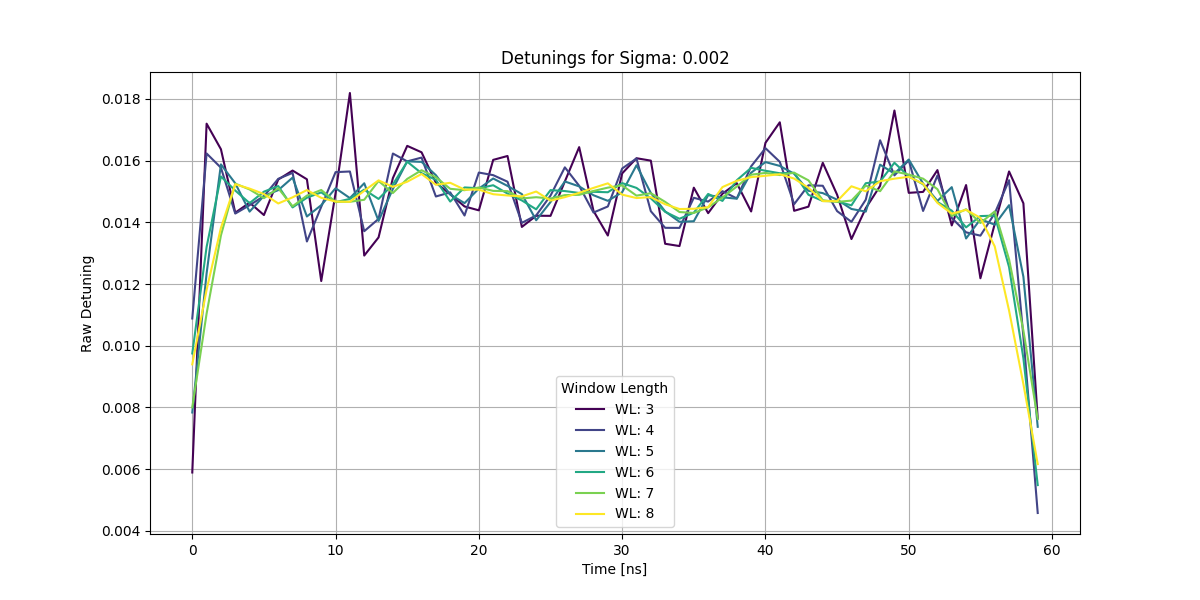 Detunings for Sigma: 0.002
Raw Detuning
0.018
0.016
0.014
0.012
0.010
0.008
0.006
0.004
Window Length
WL: 3
WL: 4
WL: 5
WL: 6
WL: 7
WL: 8
0 10 20 30 40 50 60
Time [ns]